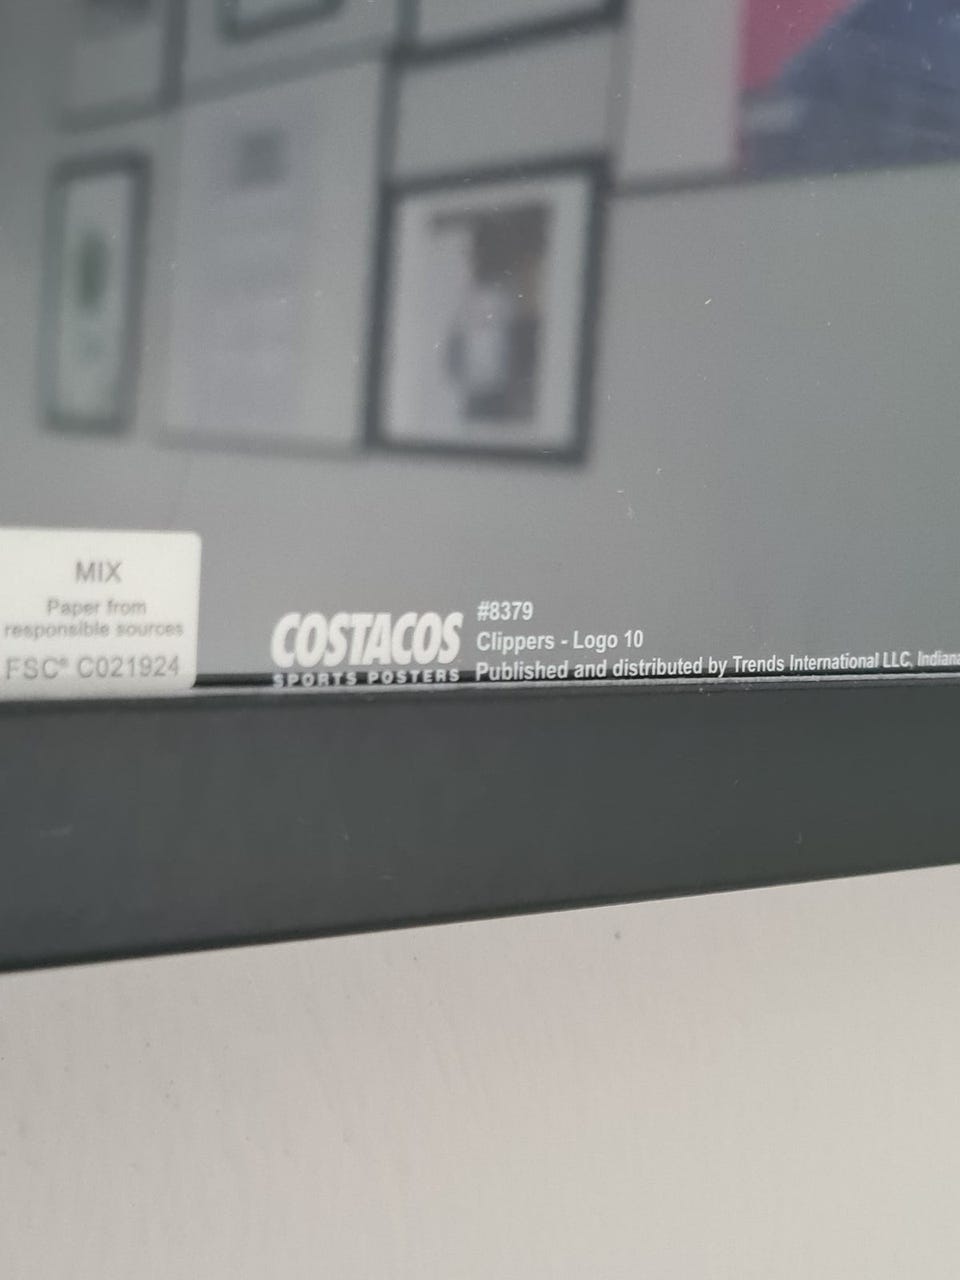 MIX
Paper from
responsible sources
FSC® C021924
COSTACOS
SPORTS POSTERS
#8379
Clippers - Logo 10
Published and distributed by Trends International LLC, Indiana